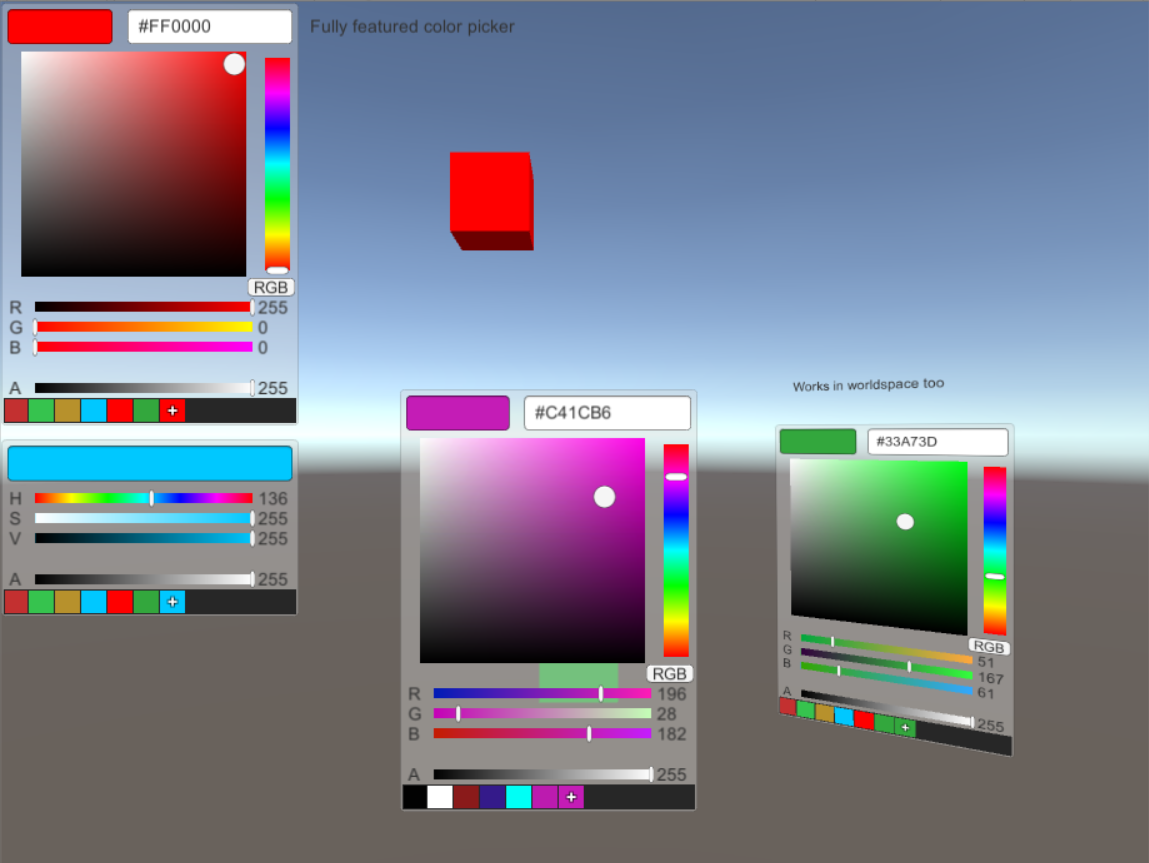 #FF0000
Fully featured color picker
RGB
R 255
G 0
B 0
A 255
+
H 136
S 255
V 255
A 255
+
#C41CB6
RGB
R 196
G 28
B 182
A 255
+
Works in worldspace too
#33A73D
RGB
R 51
G 167
B 61
A 255
+